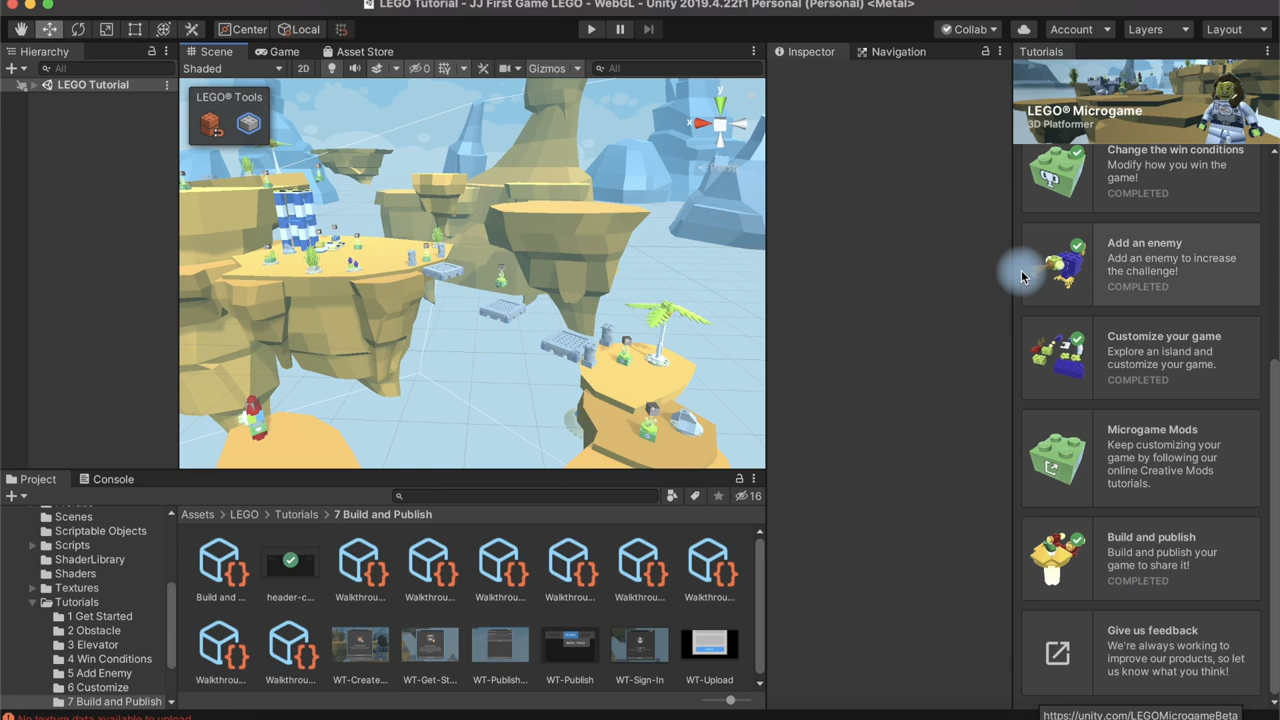 LEGO Tutorial - JJ First Game LEGO - WebGL - Unity 2019.4.22f1 Personal (Personal) <Metal>
Center Local
Collab Account Layers Layout
Hierarchy
All
LEGO Tutorial
Scene Game Asset Store
Shaded 2D 0 Gizmos All
LEGO® Tools
y
x
Persp
Inspector Navigation
Tutorials
LEGO® Microgame
3D Platformer
Change the win conditions
Modify how you win the
game!
COMPLETED
Add an enemy
Add an enemy to increase
the challenge!
COMPLETED
Customize your game
Explore an island and
customize your game.
COMPLETED
Microgame Mods
Keep customizing your
game by following our
online Creative Mods
tutorials.
Build and publish
Build and publish your
game to share it!
COMPLETED
Give us feedback
We're always working to
improve our products, so let
us know what you think!
https://unity.com/LEGOMicrogameBeta
Project Console
16
Scenes
Scriptable Objects
Scripts
ShaderLibrary
Shaders
Textures
Tutorials
1 Get Started
2 Obstacle
3 Elevator
4 Win Conditions
5 Add Enemy
6 Customize
7 Build and Publish
Assets > LEGO > Tutorials > 7 Build and Publish
Build and ... header-c... Walkthrou... Walkthrou... Walkthrou... Walkthrou... Walkthrou... Walkthrou...
Walkthrou... Walkthrou... WT-Create... WT-Get-St... WT-Publish... WT-Publish WT-Sign-In WT-Upload
No texture data available to upload